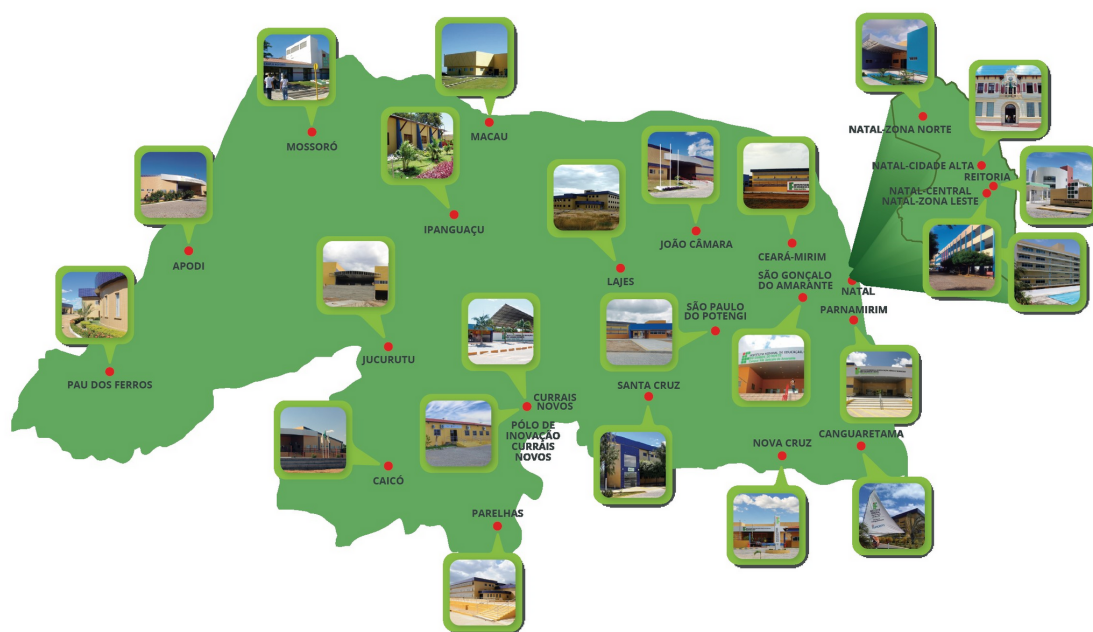 MOSSORÓ
MACAU
NATAL-ZONA NORTE
NATAL-CIDADE ALTA
REITORIA
NATAL-CENTRAL
NATAL-ZONA LESTE
APODI
IPANGUAÇU
JOÃO CÂMARA
CEARÁ-MIRIM
LAJES
SÃO GONÇALO
DO AMARANTE
NATAL
SÃO PAULO
DO POTENGI
PARNAMIRIM
PAU DOS FERROS
JUCURUTU
SANTA CRUZ
CURRAIS
NOVOS
PÓLO DE
INOVAÇÃO
CURRAIS
NOVOS
NOVA CRUZ
CANGUARETAMA
CAICÓ
PARELHAS